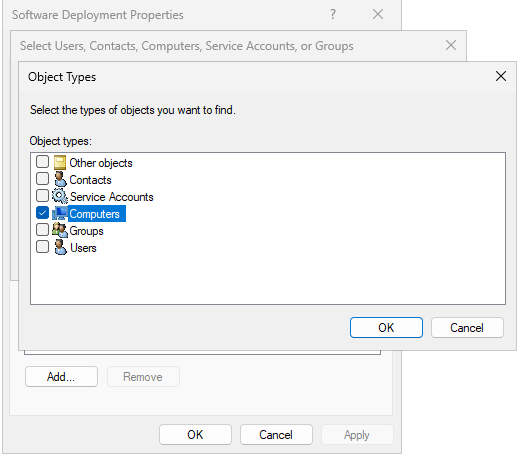 Software Deployment Properties
?
Select Users, Contacts, Computers, Service Accounts, or Groups
Object Types
Select the types of objects you want to find.
Object types:
Other objects
Contacts
Service Accounts
Computers
Groups
Users
OK Cancel
Add... Remove
OK Cancel Apply